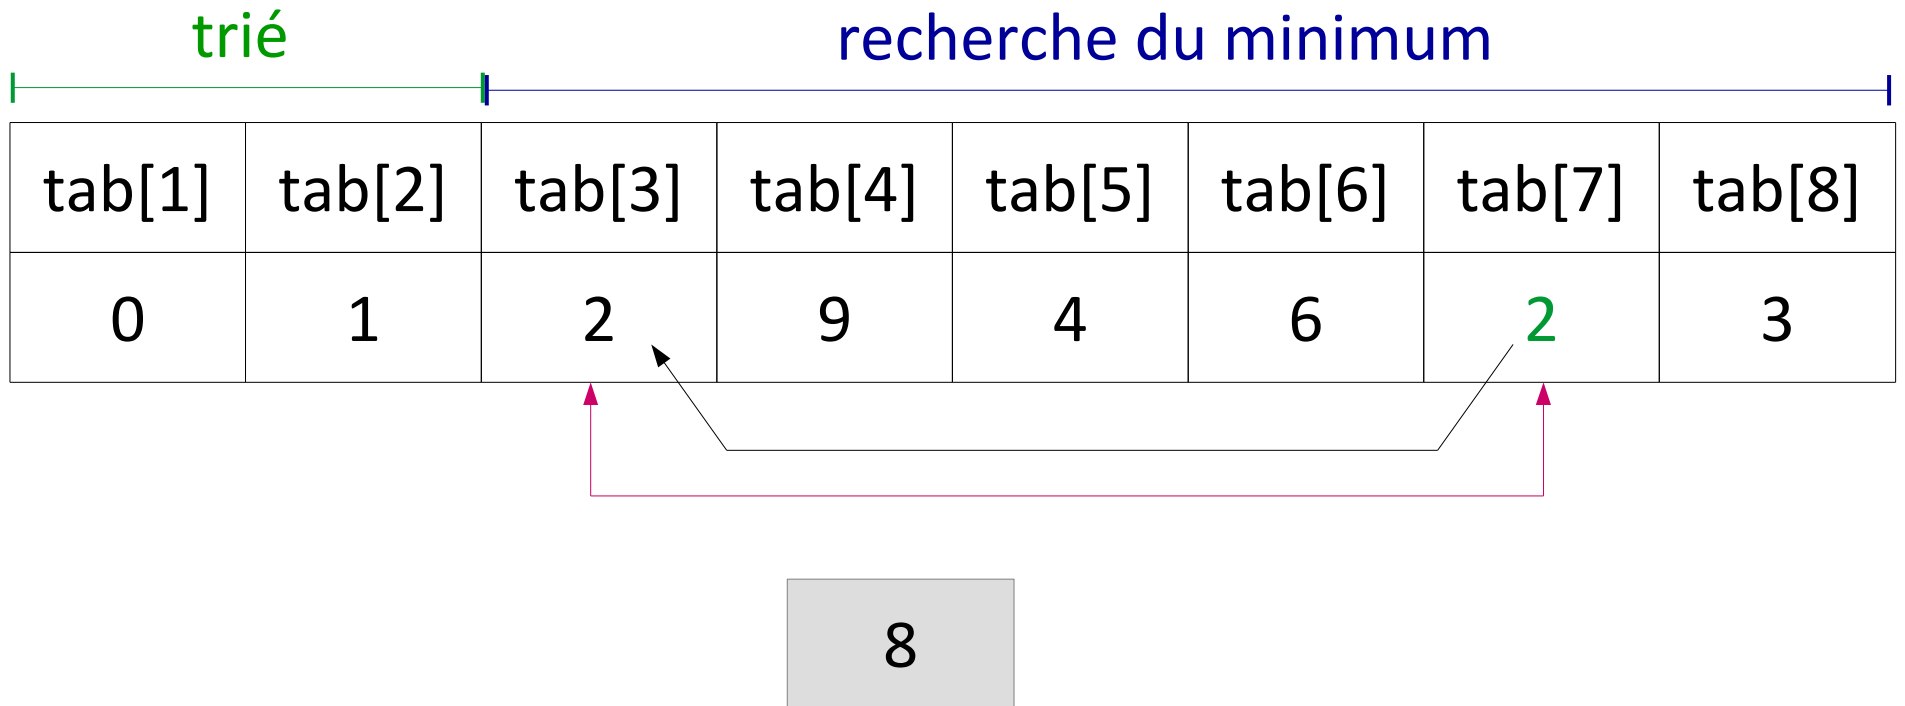 trié recherche du minimum
tab[1] tab[2] tab[3] tab[4] tab[5] tab[6] tab[7] tab[8]
0 1 2 9 4 6 2 3
8